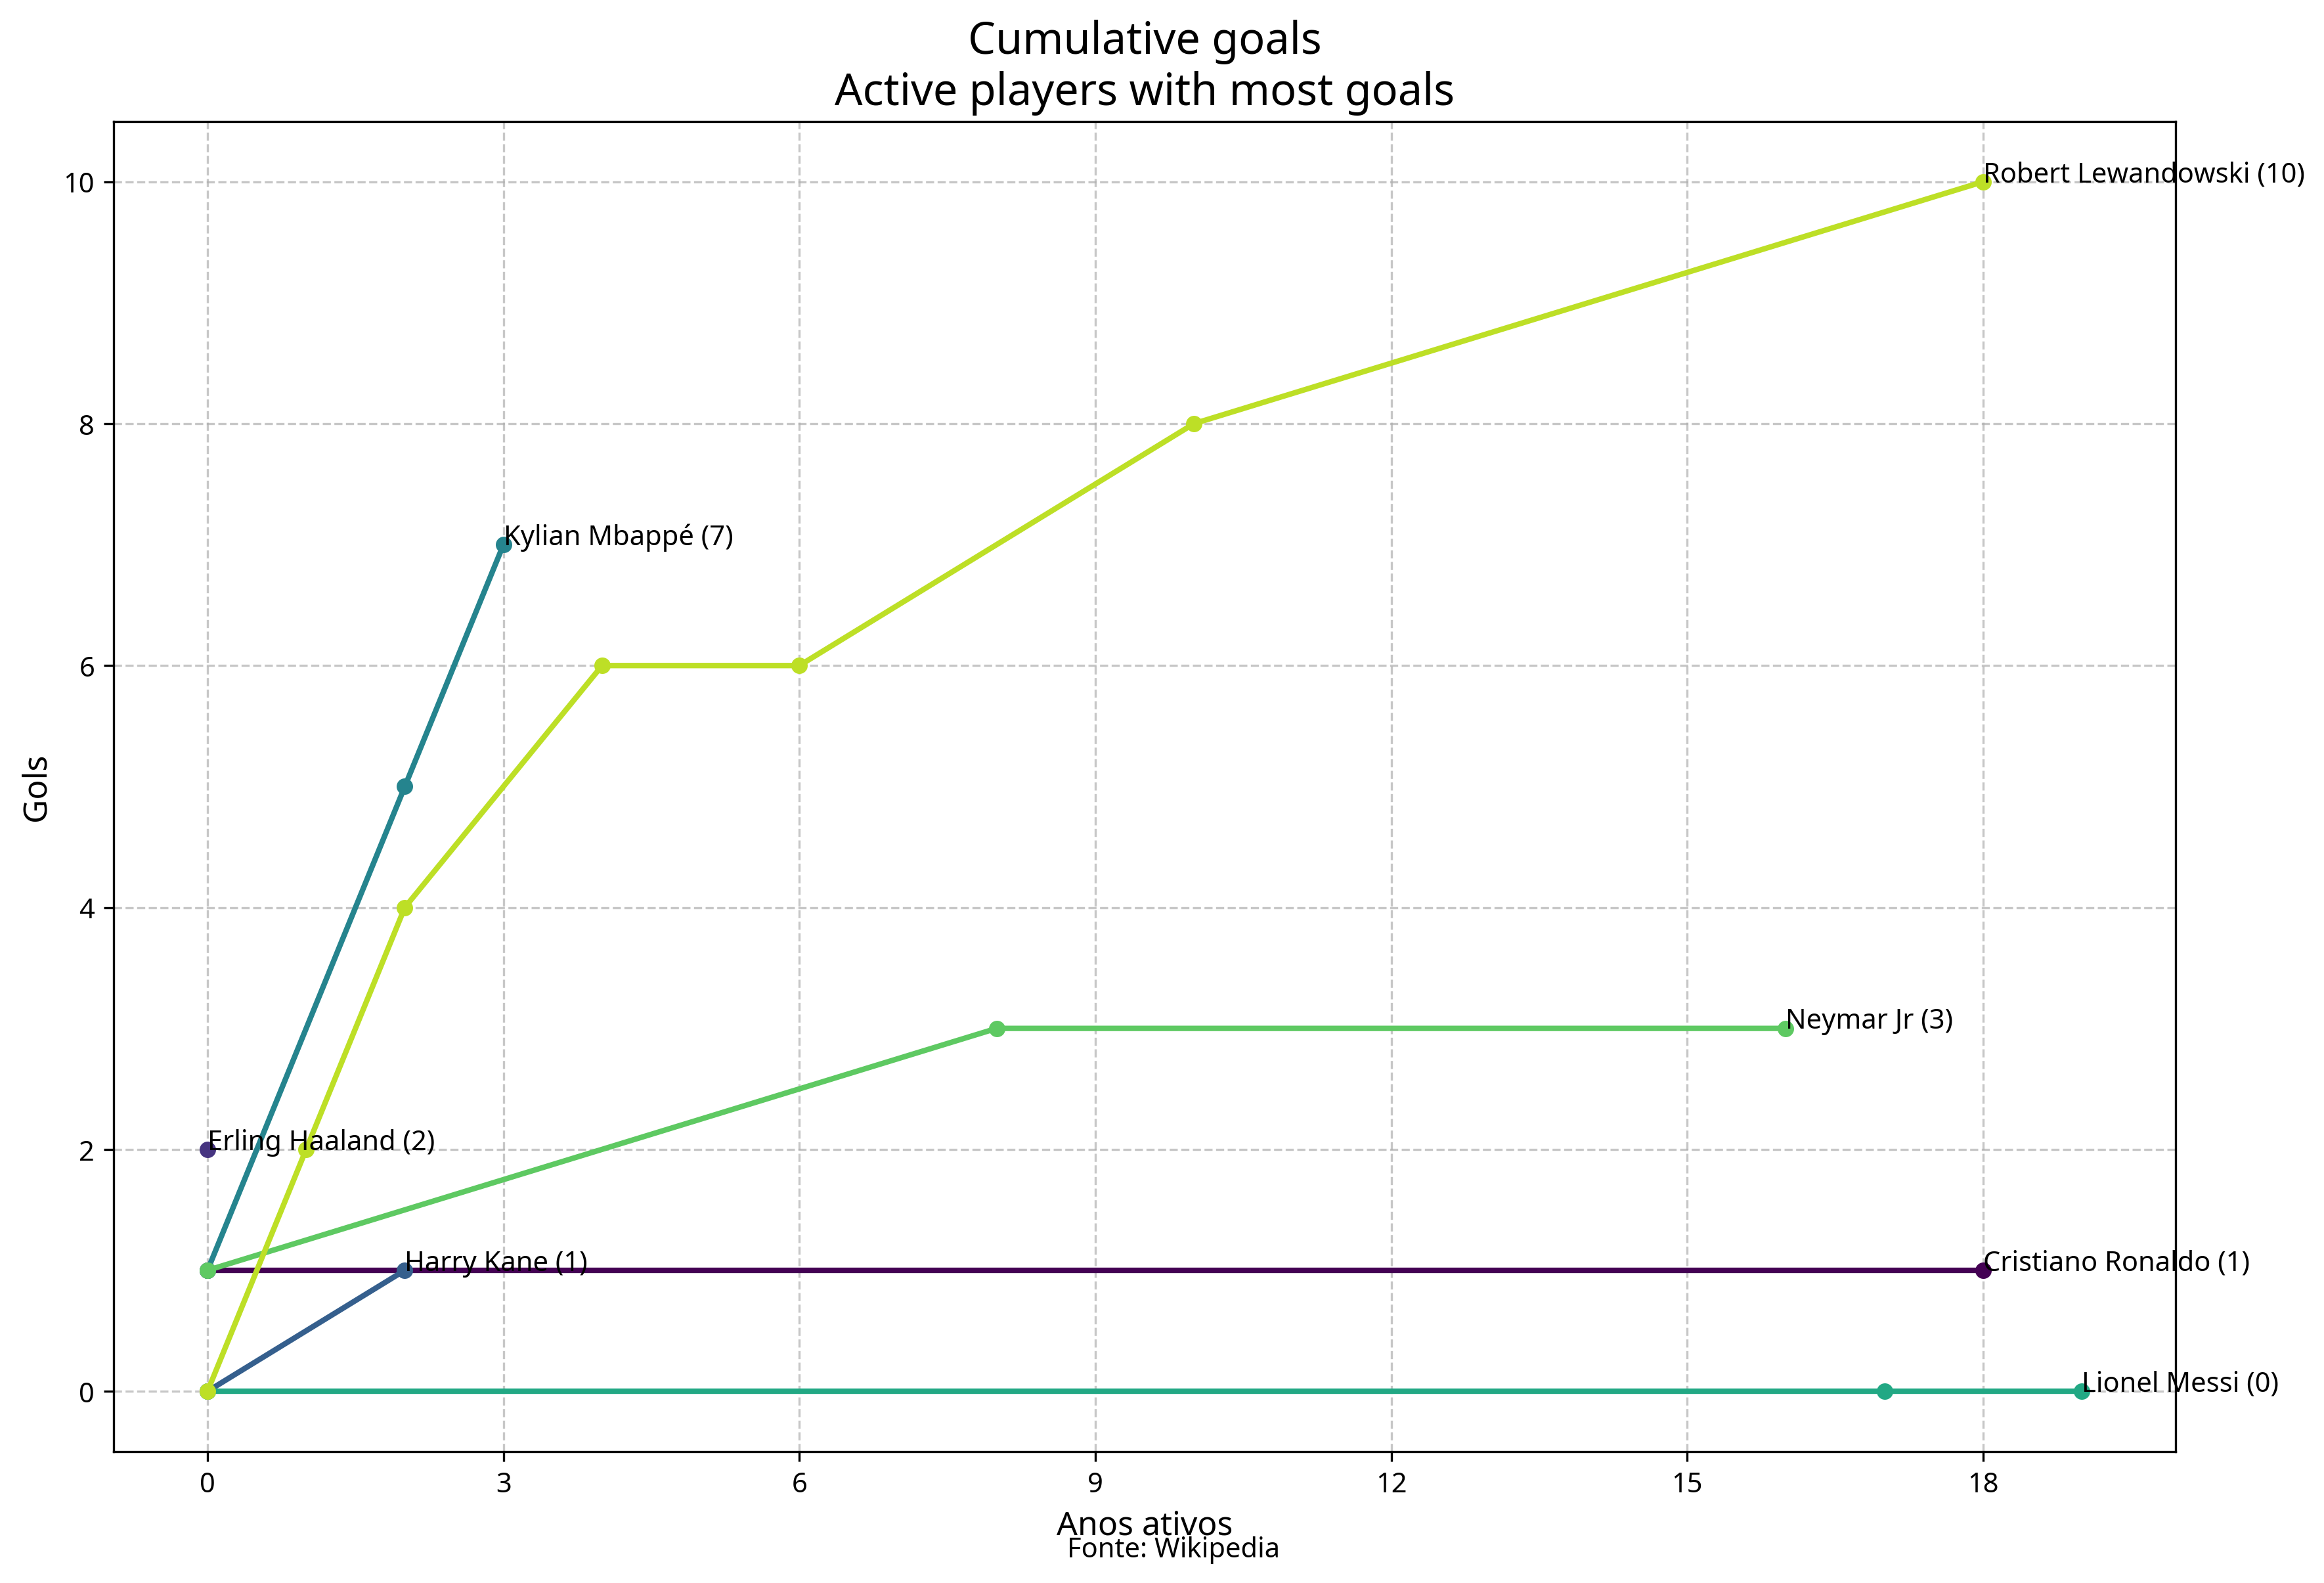 Cumulative goals
Active players with most goals
Robert Lewandowski (10)
Kylian Mbappé (7)
Neymar Jr (3)
Erling Haaland (2)
Harry Kane (1)
Cristiano Ronaldo (1)
Lionel Messi (0)
Gols
10
8
6
4
2
0
0 3 6 9 12 15 18
Anos ativos
Fonte: Wikipedia